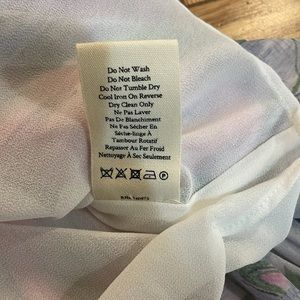 Do Not Wash
Do Not Bleach
Do Not Tumble Dry
Cool Iron On Reverse
Dry Clean Only
Ne Pas Laver
Pas De Blanchiment
Ne Pas Sécher En
Sèche-linge À
Tambour Rotatif
Repasser Au Fer Froid
Nettoyage À Sec Seulement